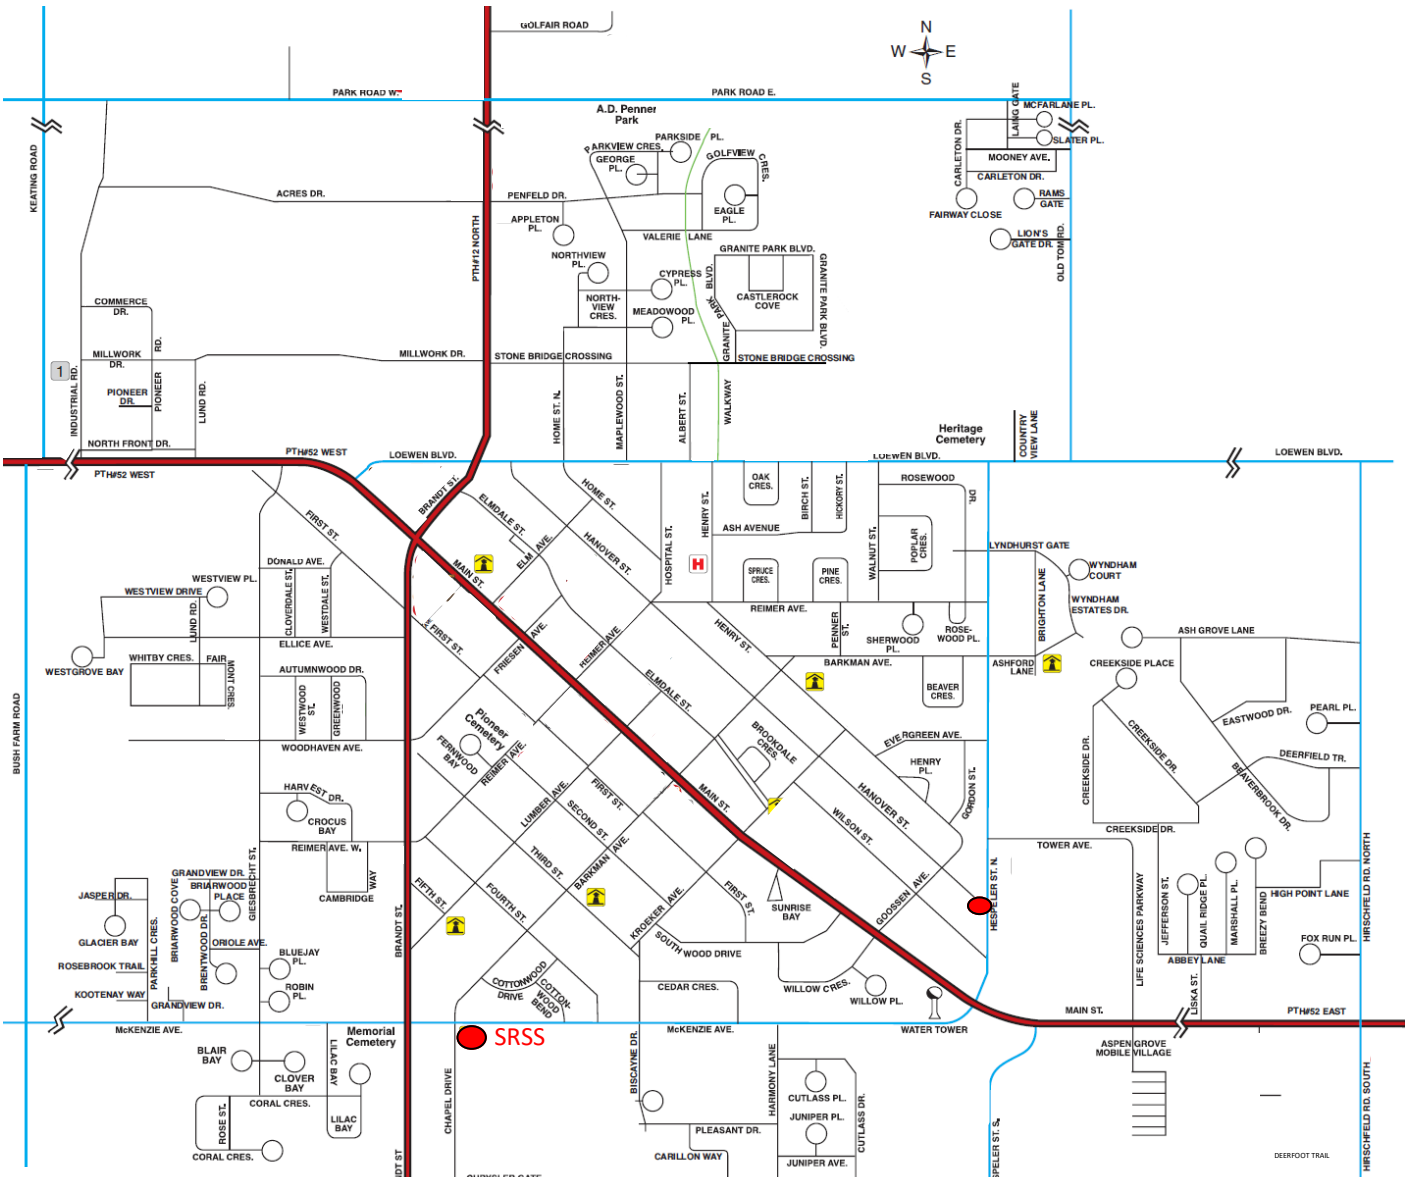 GOLFAIR ROAD
N
W E
S
PARK ROAD W.
PARK ROAD E.
A.D. Penner
Park
LAING GATE
MCFARLANE PL.
SLATER PL.
CARLETON DR.
MOONEY AVE.
CARLETON DR.
KEATING ROAD
PARKSIDE PL.
PARKVIEW CRES.
GEORGE
PL.
GOLFVIEW
CRES.
ACRES DR.
PENFELD DR.
EAGLE
PL.
RAMS
GATE
FAIRWAY CLOSE
APPLETON
PL.
PTH#12 NORTH
VALERIE LANE
LION'S
GATE DR.
OLD TOM RD.
NORTHVIEW
PL.
GRANITE PARK BLVD.
CYPRESS
PL.
GRANITE PARK BLVD.
GRANITE PARK BLVD.
CASTLEROCK
COVE
NORTH-
VIEW
CRES.
MEADOWOOD
PL.
COMMERCE
DR.
MILLWORK
DR.
PIONEER RD.
MILLWORK DR.
STONE BRIDGE CROSSING
STONE BRIDGE CROSSING
1
INDUSTRIAL RD.
PIONEER
DR.
LUND RD.
HOME ST. N.
MAPLEWOOD ST.
ALBERT ST.
WALKWAY
NORTH FRONT DR.
Heritage
Cemetery
COUNTRY
VIEW LANE
PTH#52 WEST
PTH#52 WEST
LOEWEN BLVD.
LOEWEN BLVD.
LOEWEN BLVD.
BRANDT ST.
ELMDALE ST.
HOME ST.
HENRY ST.
OAK
CRES.
BIRCH ST.
HICKORY ST.
ROSEWOOD
DR.
FIRST ST.
ELM AVE.
HANOVER ST.
HOSPITAL ST.
ASH AVENUE
WALNUT ST.
POPLAR
CRES.
LYNDHURST GATE
DONALD AVE.
MAIN ST.
H
SPRUCE
CRES.
PINE
CRES.
WYNDHAM
COURT
WESTVIEW PL.
WESTVIEW DRIVE
LUND RD.
CLOVERDALE ST.
WESTDALE ST.
REIMER AVE.
BRIGHTON LANE
WYNDHAM
ESTATES DR.
AVE
FIRST ST.
FRIESEN AVE.
REIMER AVE.
HENRY ST.
PENNER
ST.
SHERWOOD
PL.
ROSE-
WOOD PL.
ASH GROVE LANE
ELLICE AVE.
WHITBY CRES.
FAIR
MONT CRES.
WESTGROVE BAY
AUTUMNWOOD DR.
WESTWOOD
ST.
GREENWOOD
ELMDALE ST.
BARKMAN AVE.
ASHFORD
LANE
CREEKSIDE PLACE
BEAVER
CRES.
BUSH FARM ROAD
Pioneer
Cemetery
PEARL PL.
EASTWOOD DR.
BROOKDALE
CRES.
EVERGREEN AVE.
CREEKSIDE DR.
CREEKSIDE DR.
WOODHAVEN AVE.
FERNWOOD
BAY
REIMER AVE.
DEERFIELD TR.
HENRY
PL.
BEAVERBROOK DR.
HARVEST DR.
CROCUS
BAY
LUMBER AVE.
SECOND ST.
FIRST ST.
MAIN ST.
HANOVER ST.
WILSON ST.
GORDON ST.
CREEKSIDE DR.
REIMER AVE. W.
THIRD ST.
BARKMAN AVE.
TOWER AVE.
GIESBRECHT ST.
GRANDVIEW DR.
BRIARWOOD
PLACE
JASPER DR.
BRIARWOOD COVE
CAMBRIDGE
WAY
FIFTH ST.
FOURTH ST.
FIRST ST.
SUNRISE
BAY
GOOSSEN AVE.
HESPELER ST. N.
LIFE SCIENCES PARKWAY
JEFFERSON ST.
QUAIL RIDGE PL.
MARSHALL PL.
BREEZY BEND
HIGH POINT LANE
HIRSCHFELD RD. NORTH
GLACIER BAY
PARKHILL CRES.
BRENTWOOD DR.
ORIOLE AVE.
BRANDT ST.
KROEKER AVE.
SOUTHWOOD DRIVE
FOX RUN PL.
BLUEJAY
PL.
ROSEBROOK TRAIL
ABBEY LANE
KOOTENAY WAY
GRANDVIEW DR.
ROBIN
PL.
COTTONWOOD
DRIVE
COTTON-
WOOD
BEND
CEDAR CRES.
WILLOW CRES.
WILLOW PL.
LISKA ST.
McKENZIE AVE.
Memorial
Cemetery
SRSS
McKENZIE AVE.
WATER TOWER
MAIN ST.
PTH#52 EAST
BLAIR
BAY
CLOVER
BAY
LILAC BAY
BISCAYNE DR.
HARMONY LANE
ASPEN GROVE
MOBILE VILLAGE
CHAPEL DRIVE
CORAL CRES.
ROSE ST.
LILAC
BAY
CUTLASS PL.
JUNIPER PL.
CUTLASS DR.
PLEASANT DR.
CORAL CRES.
CARILLON WAY
JUNIPER AVE.
DEERFOOT TRAIL
HIRSCHFELD RD. SOUTH